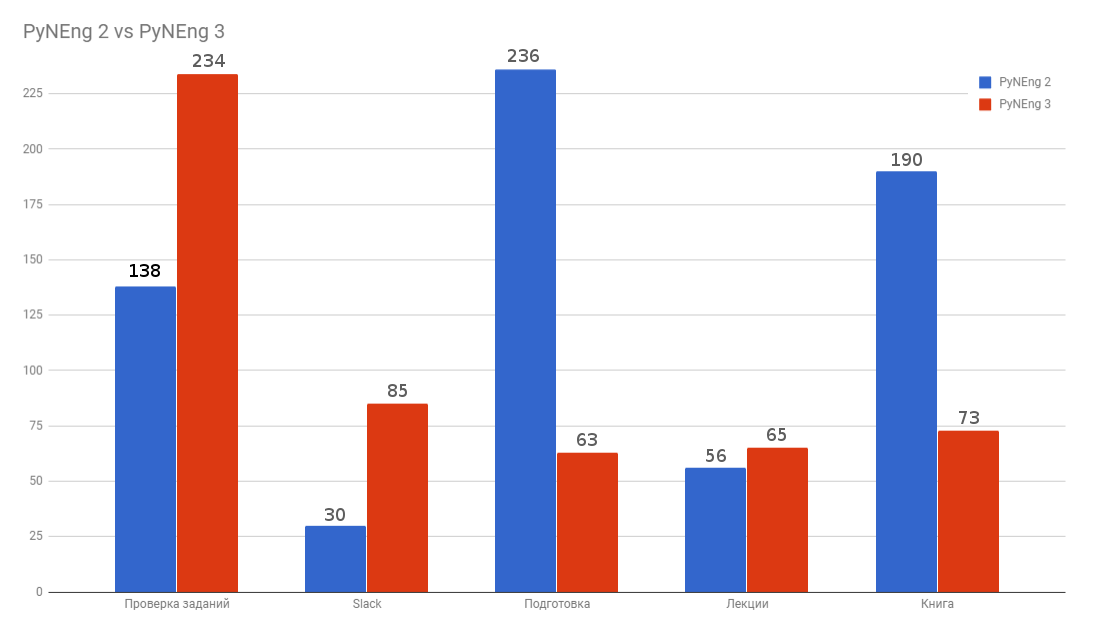 PyNEng 2 vs PyNEng 3
PyNEng 2
PyNEng 3
225
200
175
150
125
100
75
50
25
0
138
234
30
85
236
63
56
65
190
73
Проверка заданий
Slack
Подготовка
Лекции
Книга